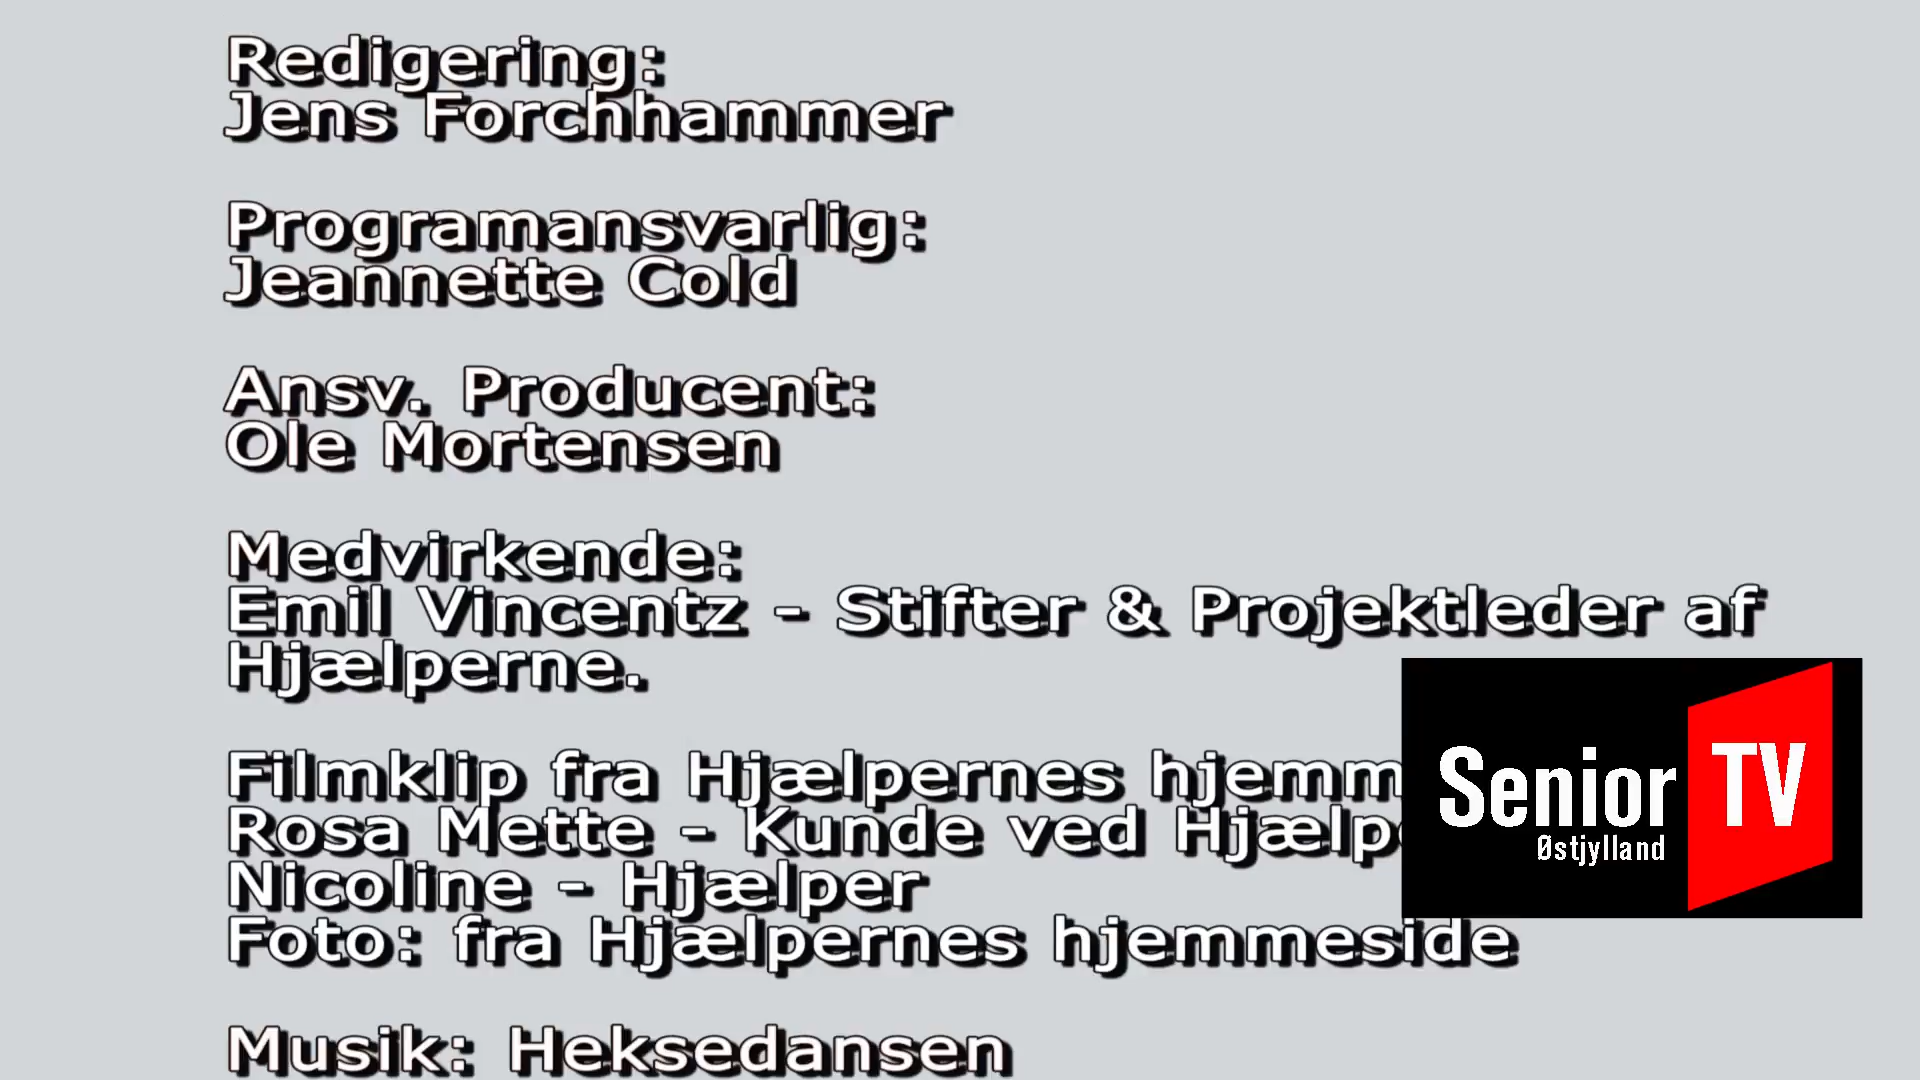 Redigering:
Jens Forchhammer
Programansvarlig:
Jeannette Cold
Ansv. Producent:
Ole Mortensen
Medvirkende:
Emil Vincentz - Stifter & Projektleder af
Hjælperne.
Filmklip fra Hjælpernes
Rosa Mette - Kunde ved
Nicoline - Hjælper
Foto: fra Hjælpernes hjemmeside
Musik: Heksedansen
Senior TV
Østjylland